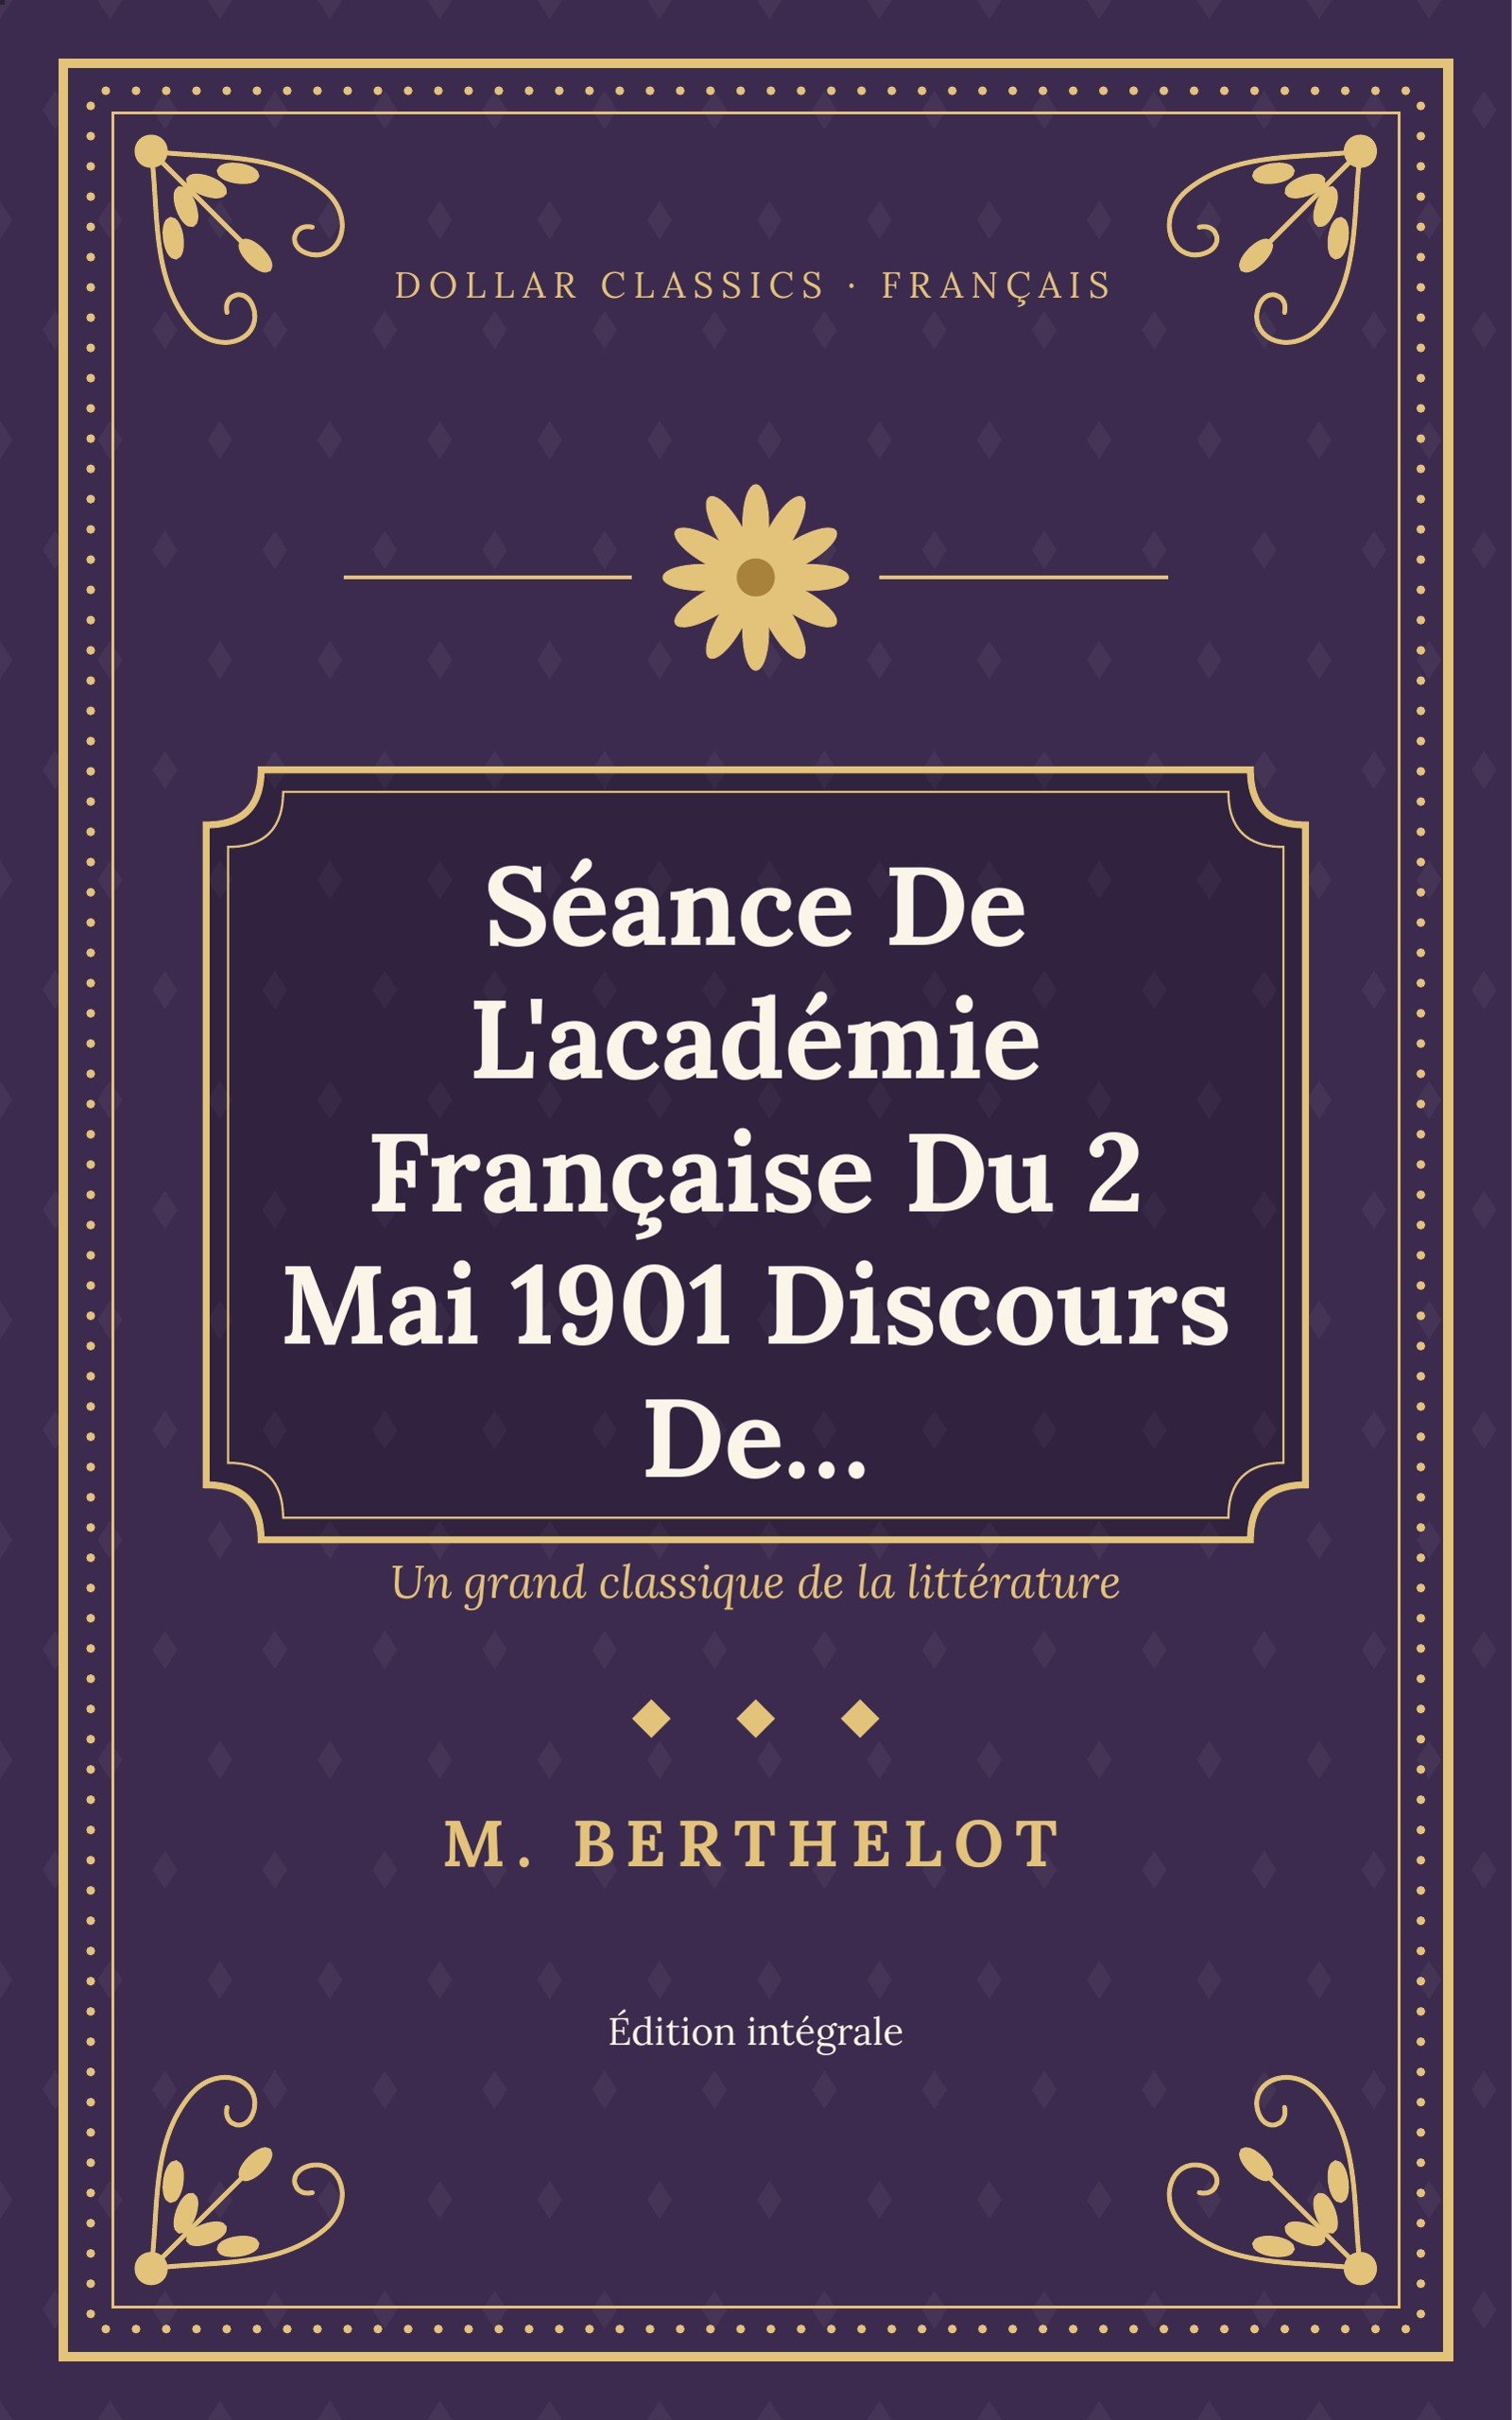 DOLLAR CLASSICS · FRANÇAIS
Séance De
L'académie
Française Du 2
Mai 1901 Discours
De...
Un grand classique de la littérature
M. BERTHELOT
Édition intégrale